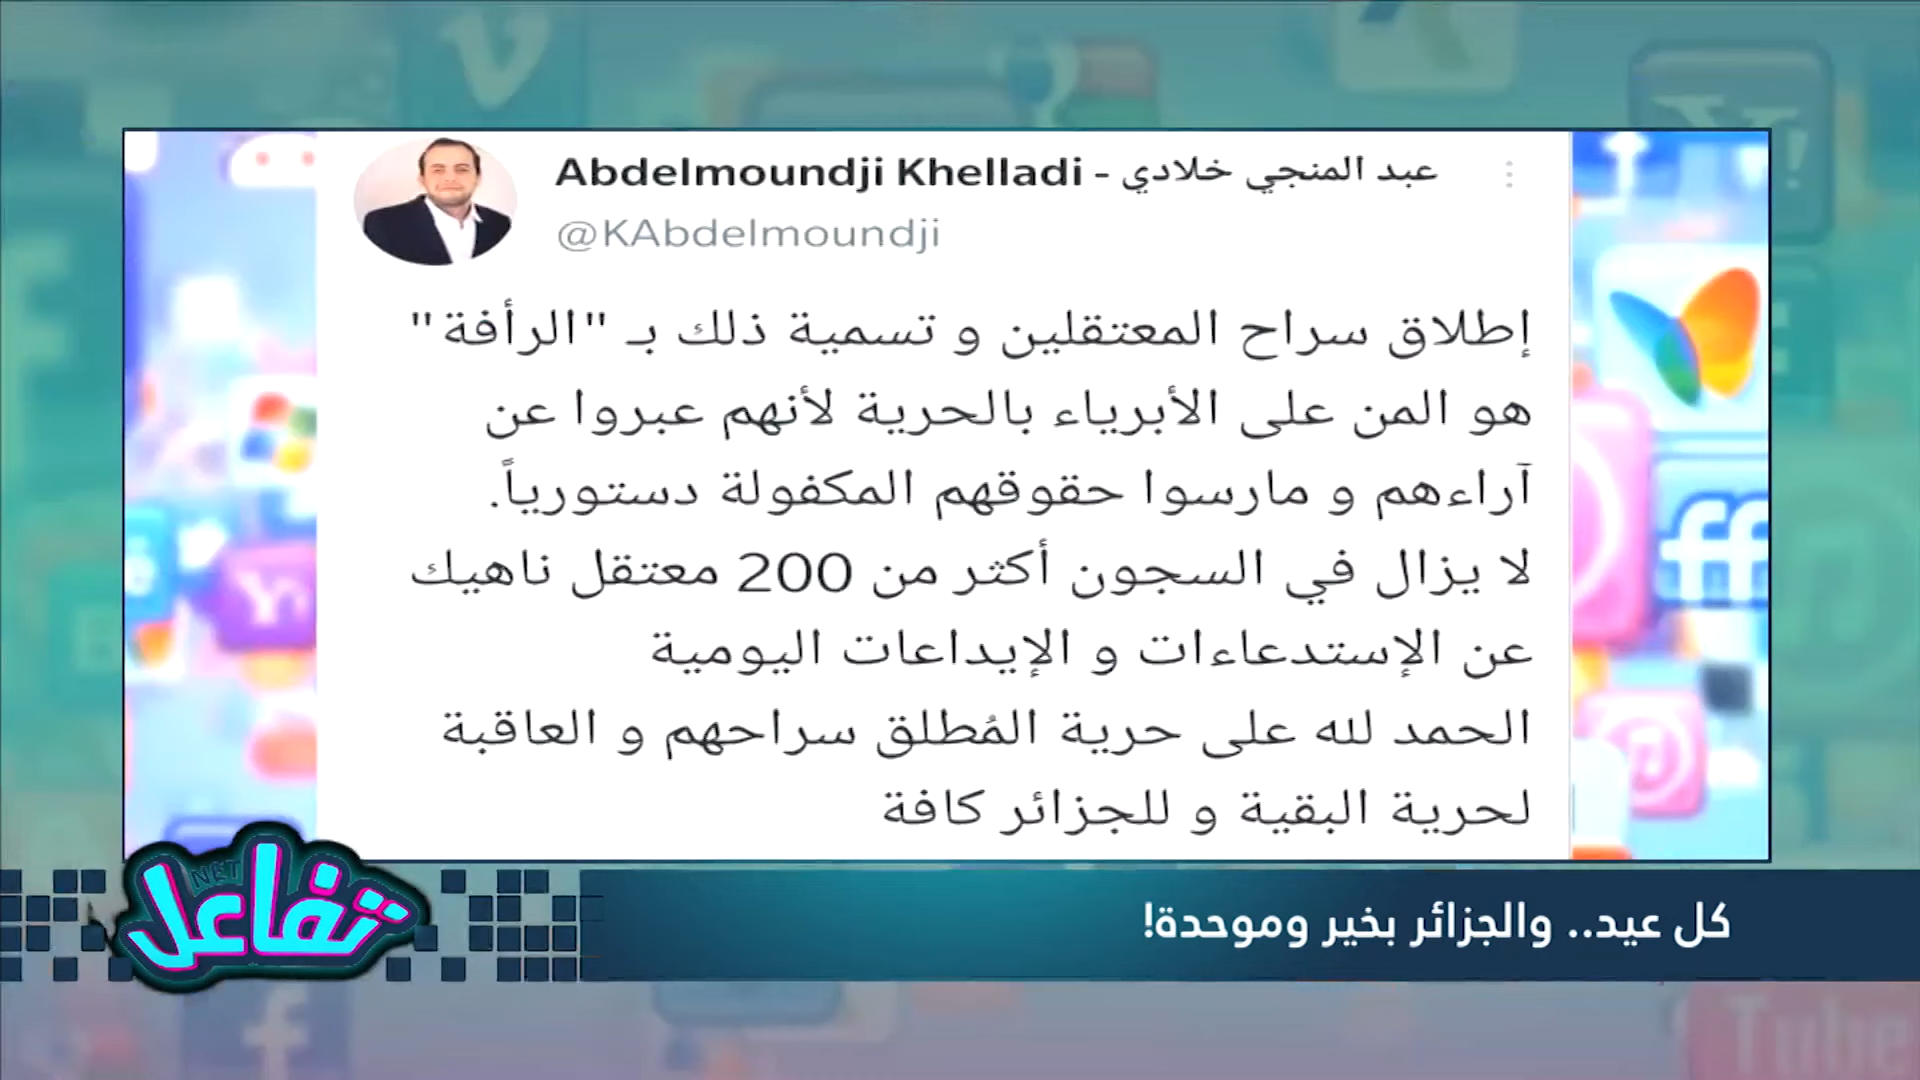 Abdelmoundji Khelladi - عبد المنجي خلادي
@KAbdelmoundji
إطلاق سراح المعتقلين و تسمية ذلك بـ "الرأفة"
هو المن على الأبرياء بالحرية لأنهم عبروا عن
آراءهم و مارسوا حقوقهم المكفولة دستورياً.
لا يزال في السجون أكثر من 200 معتقل ناهيك
عن الإستدعاءات و الإيداعات اليومية
الحمد لله على حرية المُطلق سراحهم و العاقبة
لحرية البقية و للجزائر كافة
كل عيد.. والجزائر بخير وموحدة!
NET
تفاعل
Tube